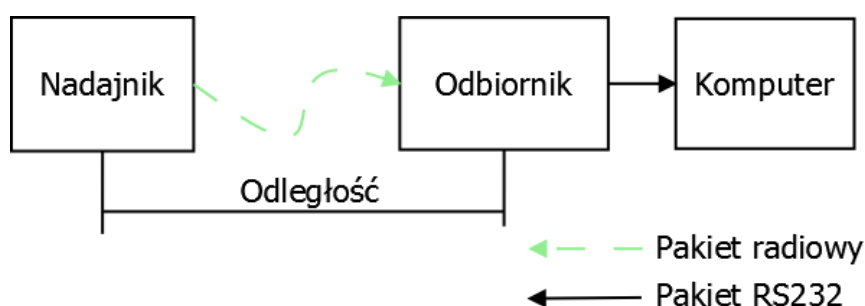 Nadajnik
Odbiornik
Komputer
Odległość
Pakiet radiowy
Pakiet RS232